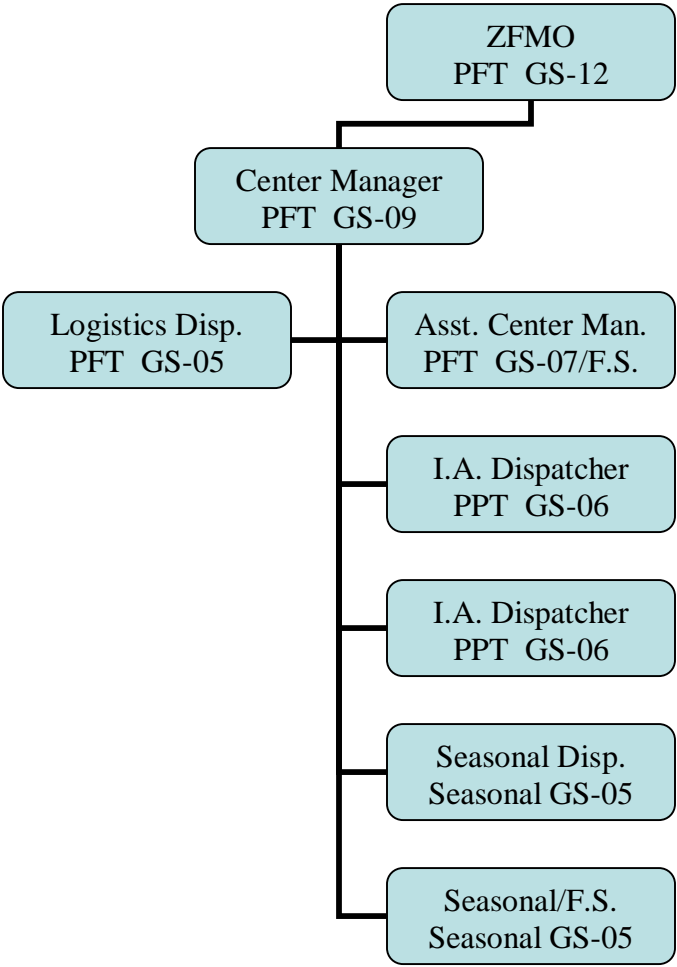 ZFMO
PFT GS-12
Center Manager
PFT GS-09
Logistics Disp.
PFT GS-05
Asst. Center Man.
PFT GS-07/F.S.
I.A. Dispatcher
PPT GS-06
I.A. Dispatcher
PPT GS-06
Seasonal Disp.
Seasonal GS-05
Seasonal/F.S.
Seasonal GS-05